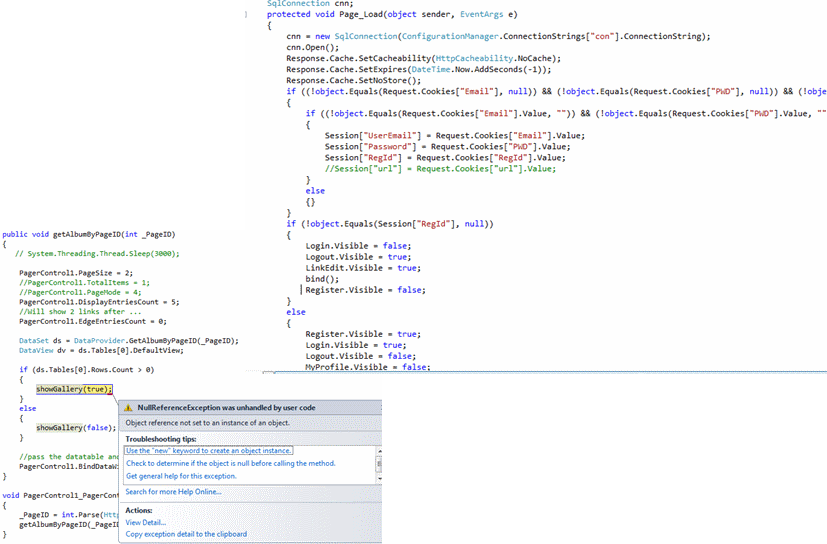 SqlConnection cnn;
protected void Page_Load(object sender, EventArgs e)
{
cnn = new SqlConnection(ConfigurationManager.ConnectionStrings["con"].ConnectionString);
cnn.Open();
Response.Cache.SetCacheability(HttpCacheability.NoCache);
Response.Cache.SetExpires(DateTime.Now.AddSeconds(-1));
Response.Cache.SetNoStore();
if ((!object.Equals(Request.Cookies["Email"], null)) && (!object.Equals(Request.Cookies["PWD"], null)) && (!obje
{
if ((!object.Equals(Request.Cookies["Email"].Value, "")) && (!object.Equals(Request.Cookies["PWD"].Value, ""
{
Session["UserEmail"] = Request.Cookies["Email"].Value;
Session["Password"] = Request.Cookies["PWD"].Value;
Session["RegId"] = Request.Cookies["RegId"].Value;
//Session["url"] = Request.Cookies["url"].Value;
}
else
{}
}
if (!object.Equals(Session["RegId"], null))
{
Login.Visible = false;
Logout.Visible = true;
LinkEdit.Visible = true;
bind();
Register.Visible = false;
}
else
{
Register.Visible = true;
Login.Visible = true;
Logout.Visible = false;
MyProfile.Visible = false;
public void getAlbumByPageID(int _PageID)
{
// System.Threading.Thread.Sleep(3000);
PagerControl1.PageSize = 2;
//PagerControl1.TotalItems = 1;
//PagerControl1.PageMode = 4;
PagerControl1.DisplayEntriesCount = 5;
//Will show 2 links after ...
PagerControl1.EdgeEntriesCount = 0;
DataSet ds = DataProvider.GetAlbumByPageID(_PageID);
DataView dv = ds.Tables[0].DefaultView;
if (ds.Tables[0].Rows.Count > 0)
{
showGallery(true);
}
else
{
showGallery(false);
}
//pass the datatable and
PagerControl1.BindDataWi
}
void PagerControl1_PagerCont
{
_PageID = int.Parse(Http
getAlbumByPageID(_PageID
}
NullReferenceException was unhandled by user code
Object reference not set to an instance of an object.
Troubleshooting tips:
Use the "new" keyword to create an object instance.
Check to determine if the object is null before calling the method.
Get general help for this exception.
Search for more Help Online...
Actions:
View Detail...
Copy exception detail to the clipboard